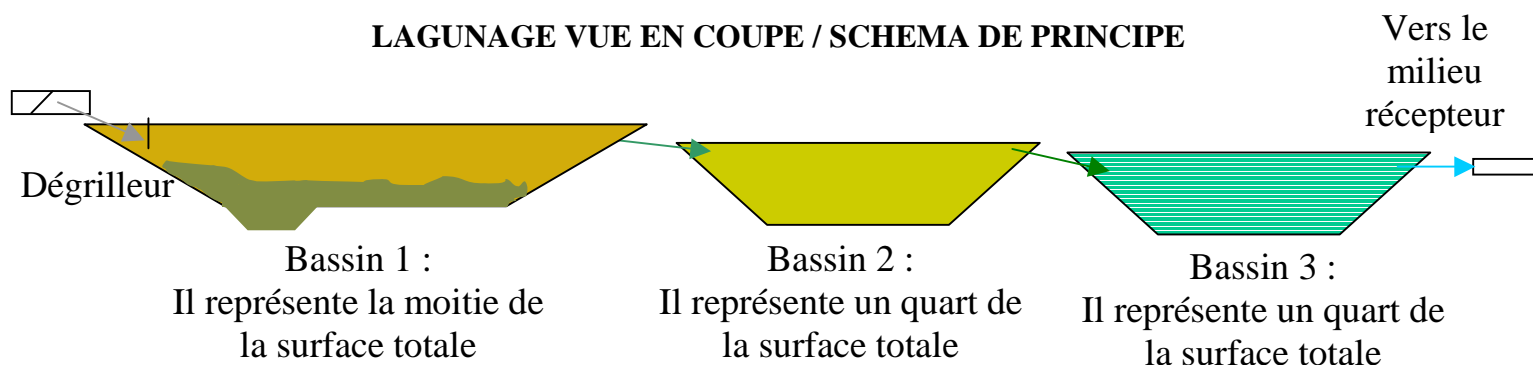 LAGUNAGE VUE EN COUPE / SCHEMA DE PRINCIPE
Vers le
milieu
récepteur
Dégrilleur
Bassin 1 :
Il représente la moitie de
la surface totale
Bassin 2 :
Il représente un quart de
la surface totale
Bassin 3 :
Il représente un quart de
la surface totale